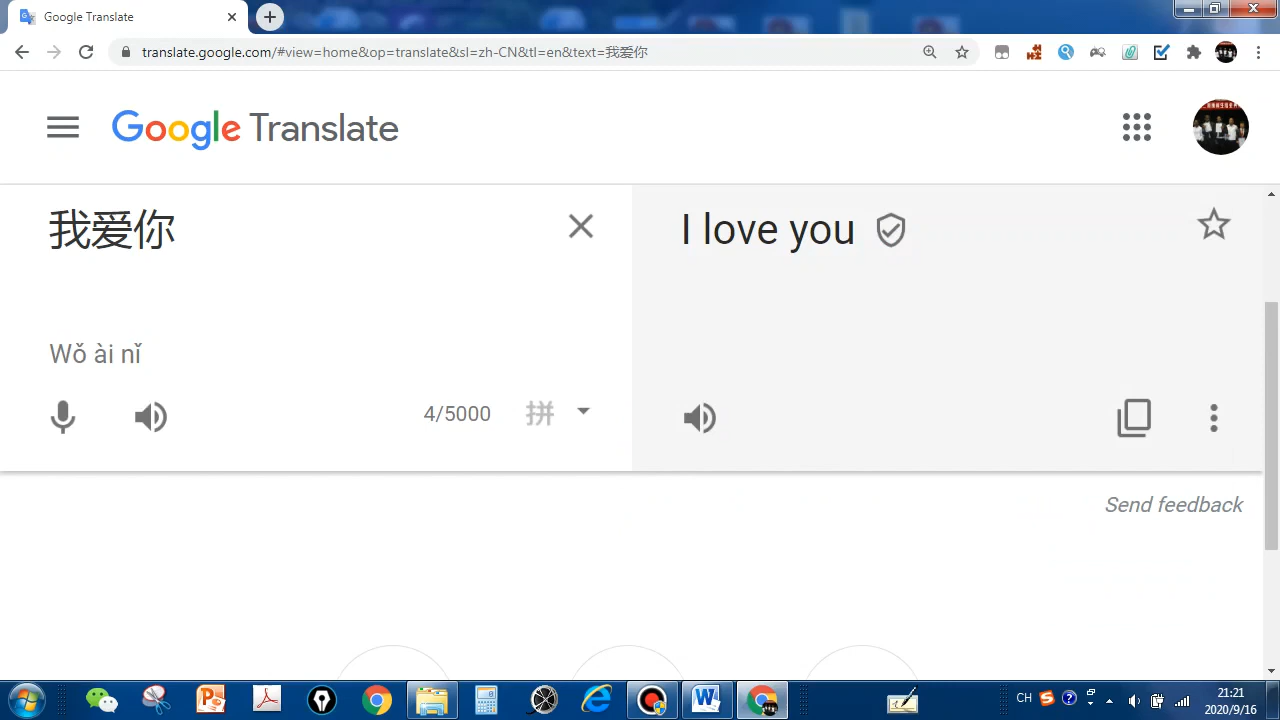 Google Translate
translate.google.com/#view=home&op=translate&sl=zh-CN&tl=en&text=我爱你
Google Translate
我爱你
I love you
Wǒ ài nǐ
4/5000
拼
Send feedback
CH
21:21
2020/9/16